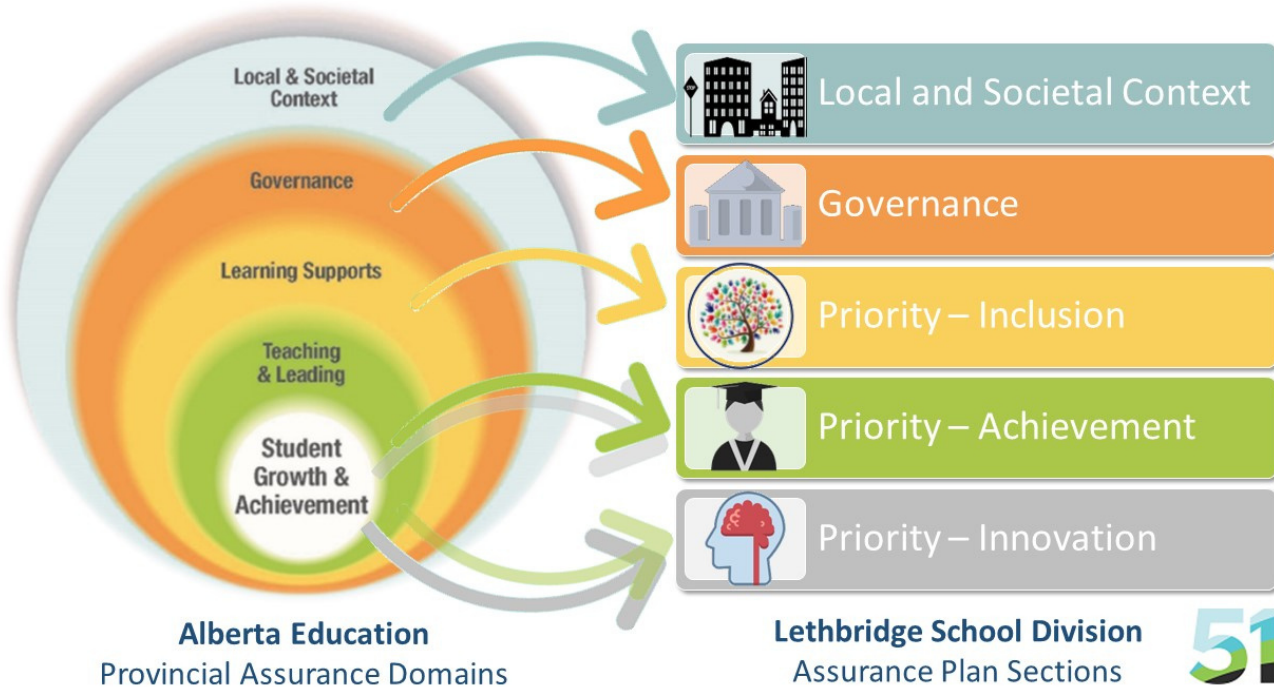 Local & Societal
Context
Governance
Learning Supports
Teaching
& Leading
Student
Growth &
Achievement
Alberta Education
Provincial Assurance Domains
STOP
Local and Societal Context
Governance
Priority – Inclusion
Priority – Achievement
Priority – Innovation
Lethbridge School Division
Assurance Plan Sections
51